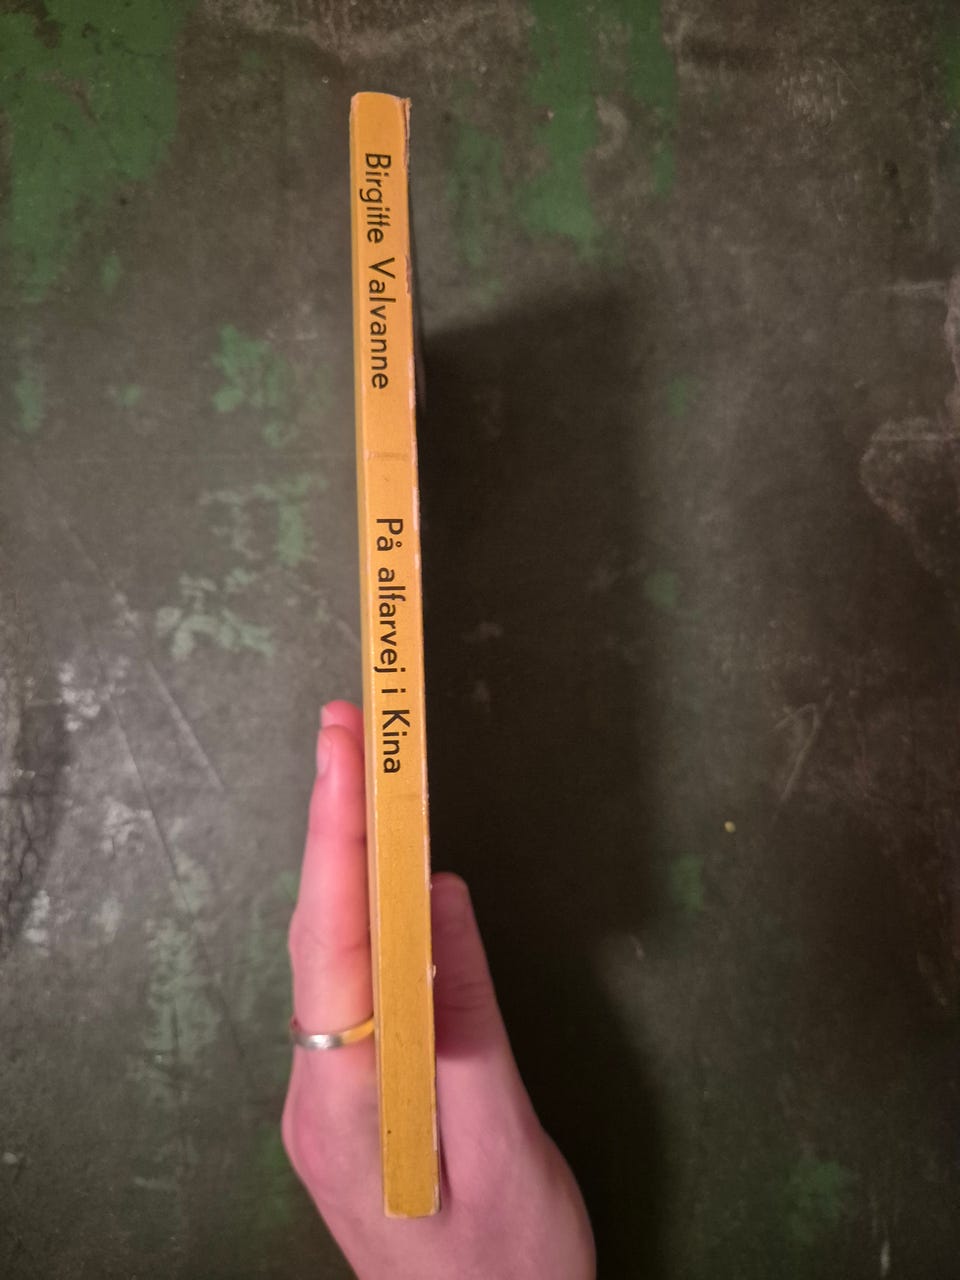 Birgitte Valvanne
På alfarvej i Kina